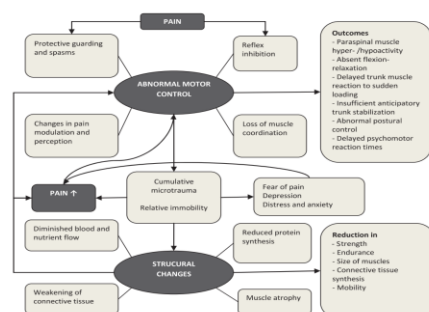 PAIN
Protective guarding
and spasms
Reflex
inhibition
ABNORMAL MOTOR
CONTROL
Changes in pain
modulation and
perception
Loss of muscle
coordination
Outcomes
- Paraspinal muscle
hyper- /hypoactivity
- Absent flexion-
relaxation
- Delayed trunk muscle
reaction to sudden
loading
- Insufficient anticipatory
trunk stabilization
- Abnormal postural
control
- Delayed psychomotor
reaction times
PAIN ↑
Cumulative
microtrauma
Relative immobility
Fear of pain
Depression
Distress and anxiety
Diminished blood and
nutrient flow
Reduced protein
synthesis
STRUCURAL
CHANGES
Weakening of
connective tissue
Muscle atrophy
Reduction in
- Strength
- Endurance
- Size of muscles
- Connective tissue
synthesis
- Mobility